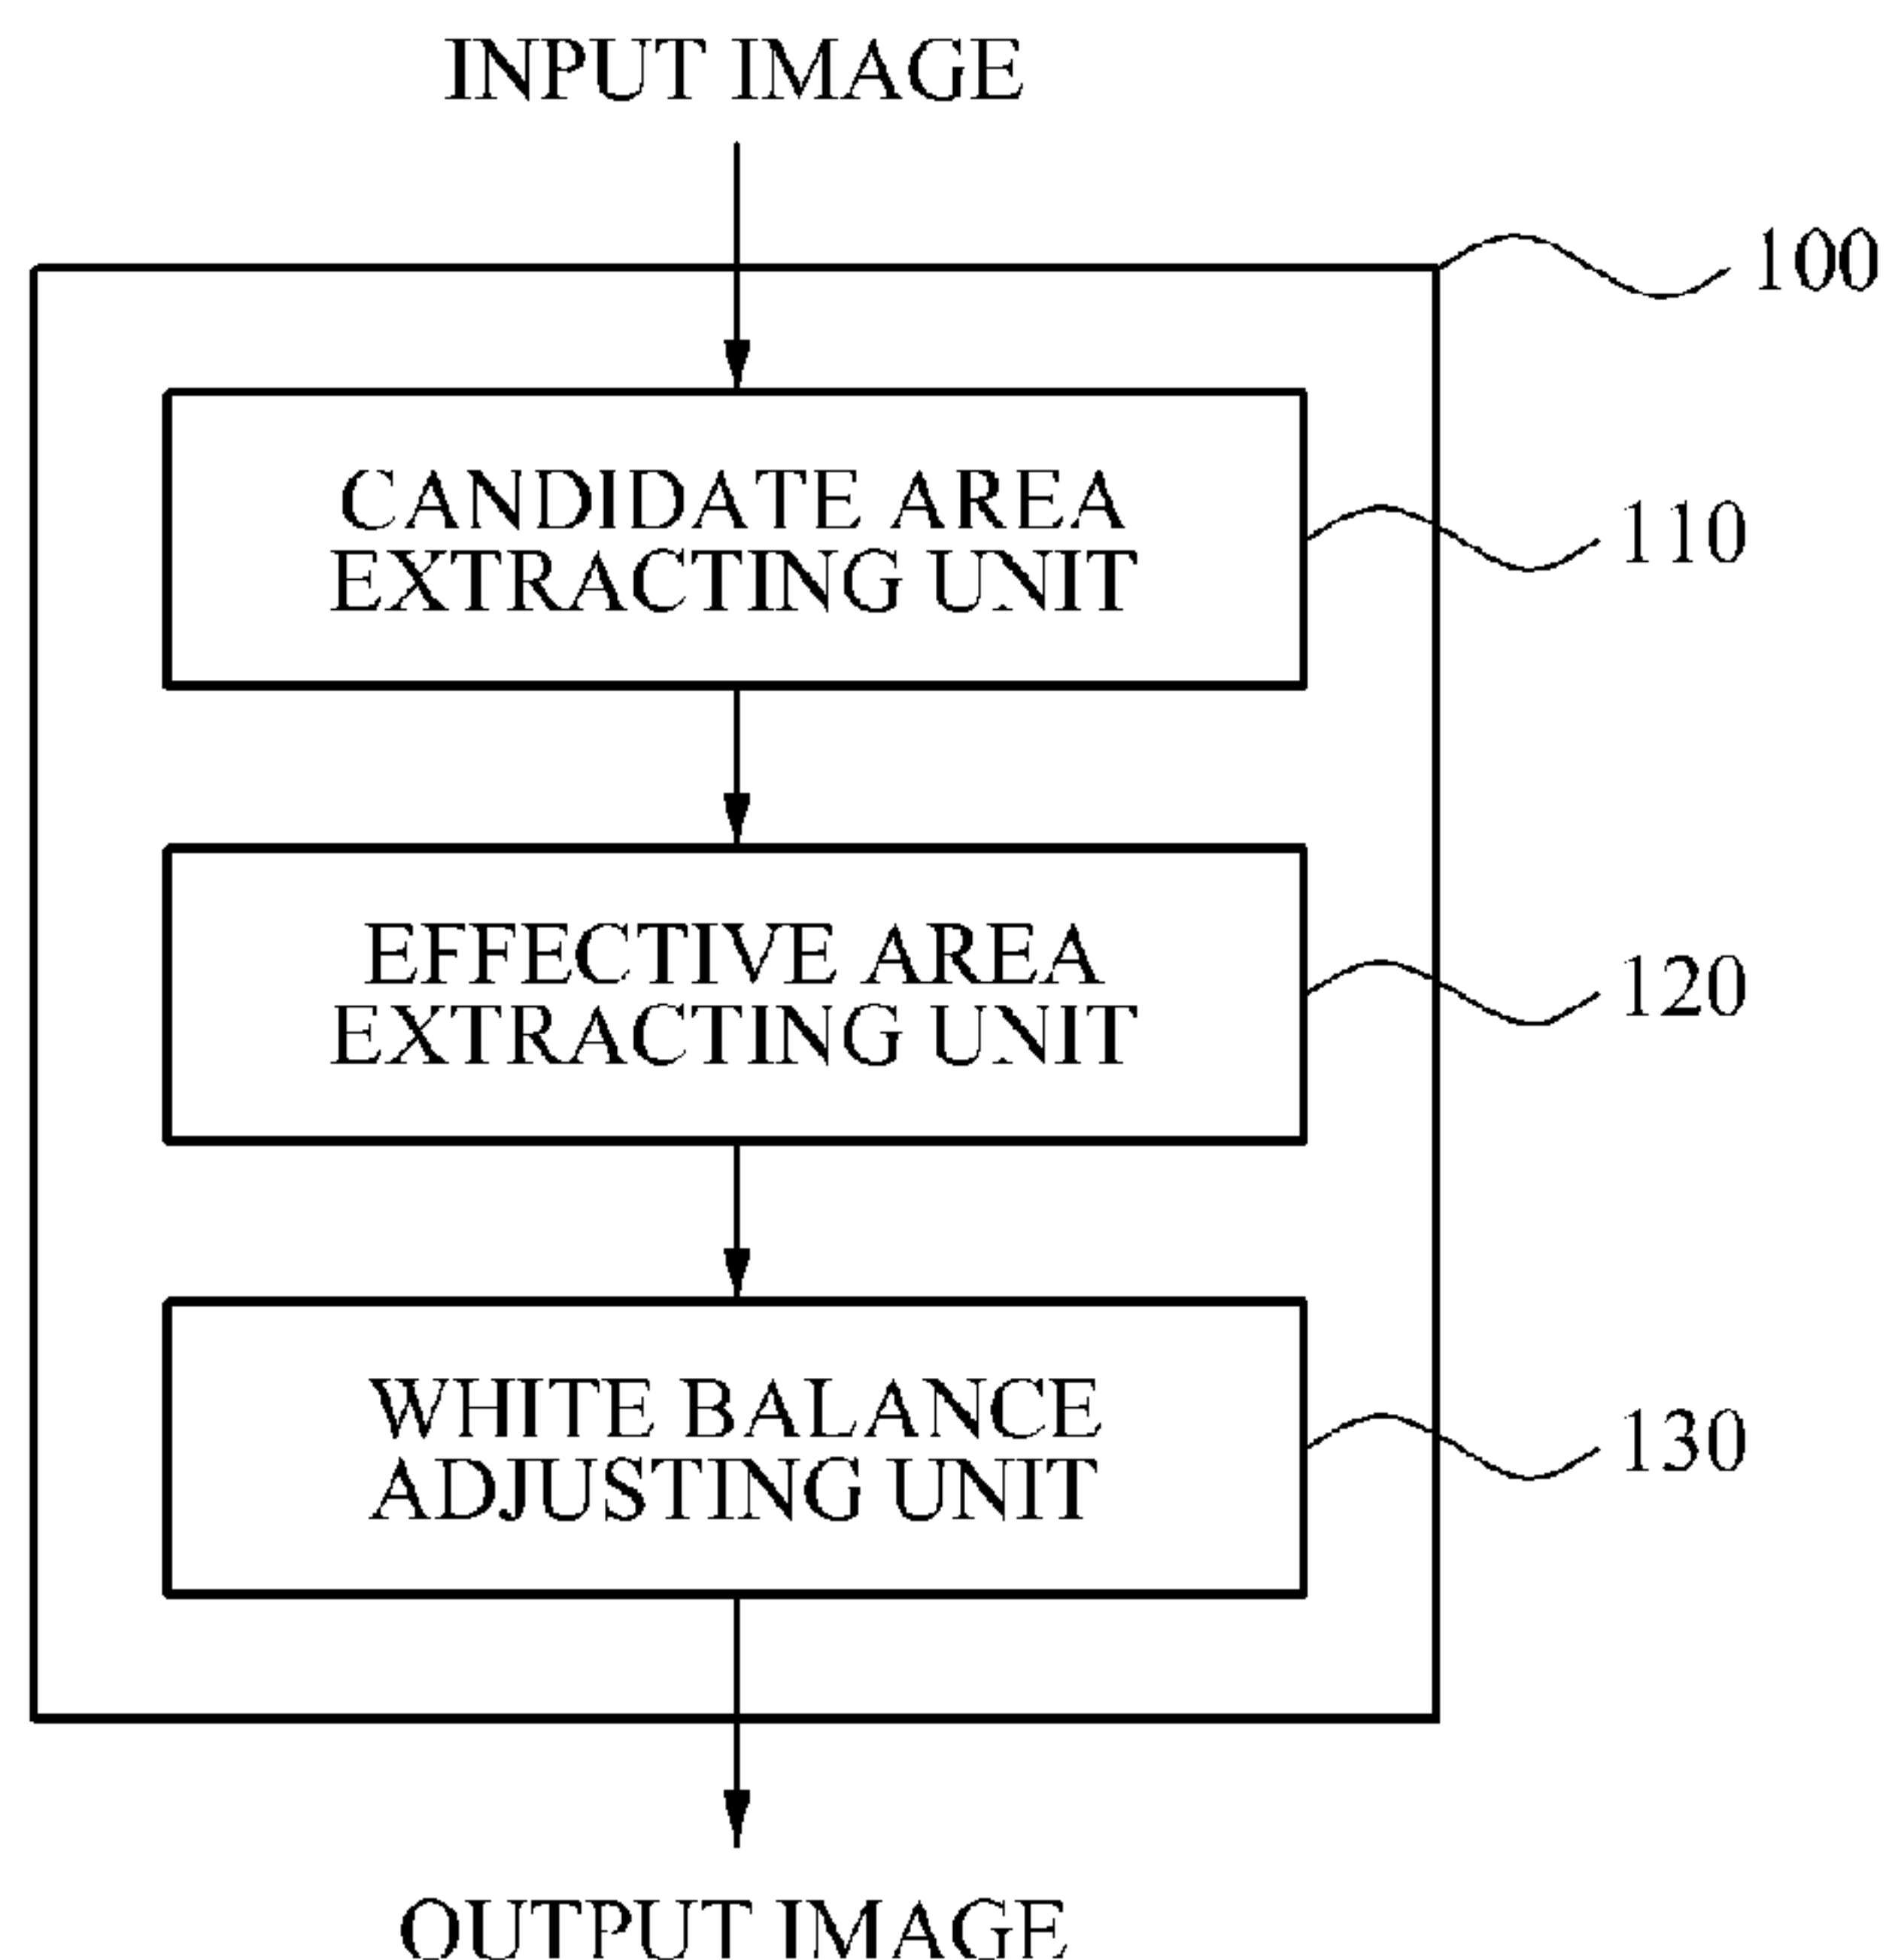 INPUT IMAGE
100
CANDIDATE AREA
EXTRACTING UNIT
110
EFFECTIVE AREA
EXTRACTING UNIT
120
WHITE BALANCE
ADJUSTING UNIT
130
OUTPUT IMAGE